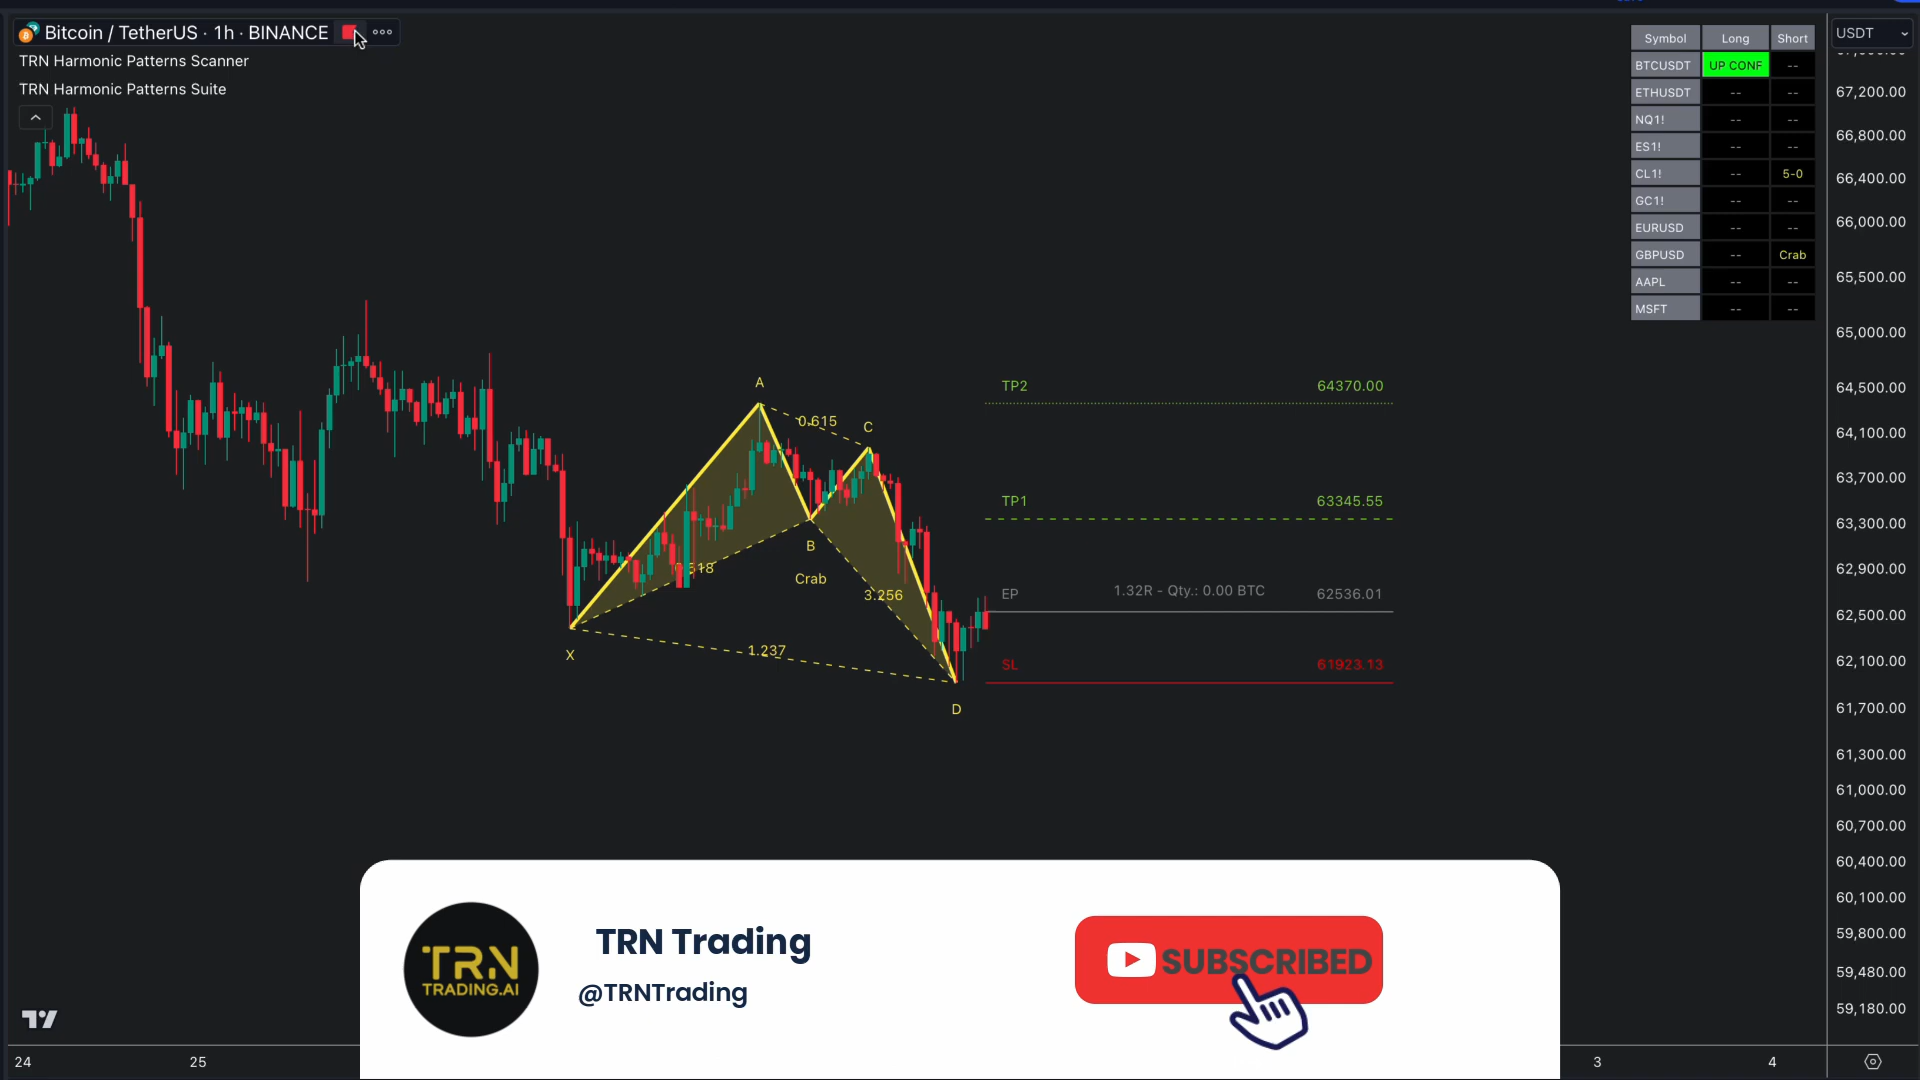 Bitcoin / TetherUS · 1h · BINANCE
TRN Harmonic Patterns Scanner
TRN Harmonic Patterns Suite
Symbol Long Short
BTCUSDT UP CONF --
ETHUSDT -- --
NQ1! -- --
ES1! -- --
CL1! -- 5-0
GC1! -- --
EURUSD -- --
GBPUSD -- Crab
AAPL -- --
MSFT -- --
USDT
67,200.00
66,800.00
66,400.00
66,000.00
65,500.00
65,000.00
64,500.00
64,100.00
63,700.00
63,300.00
62,900.00
62,500.00
62,100.00
61,700.00
61,300.00
61,000.00
60,700.00
60,400.00
60,100.00
59,800.00
59,480.00
59,180.00
A
0.615
C
B
Crab
3.256
1.237
X
D
TP2 64370.00
TP1 63345.55
EP 1.32R - Qty.: 0.00 BTC 62536.01
SL 61923.13
TRN
TRADING.AI
TRN Trading
@TRNTrading
SUBSCRIBED
24 25 3 4